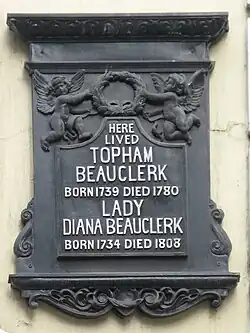 HERE
LIVED
TOPHAM
BEAUCLERK
BORN 1739 DIED 1780
LADY
DIANA BEAUCLERK
BORN 1734 DIED 1808